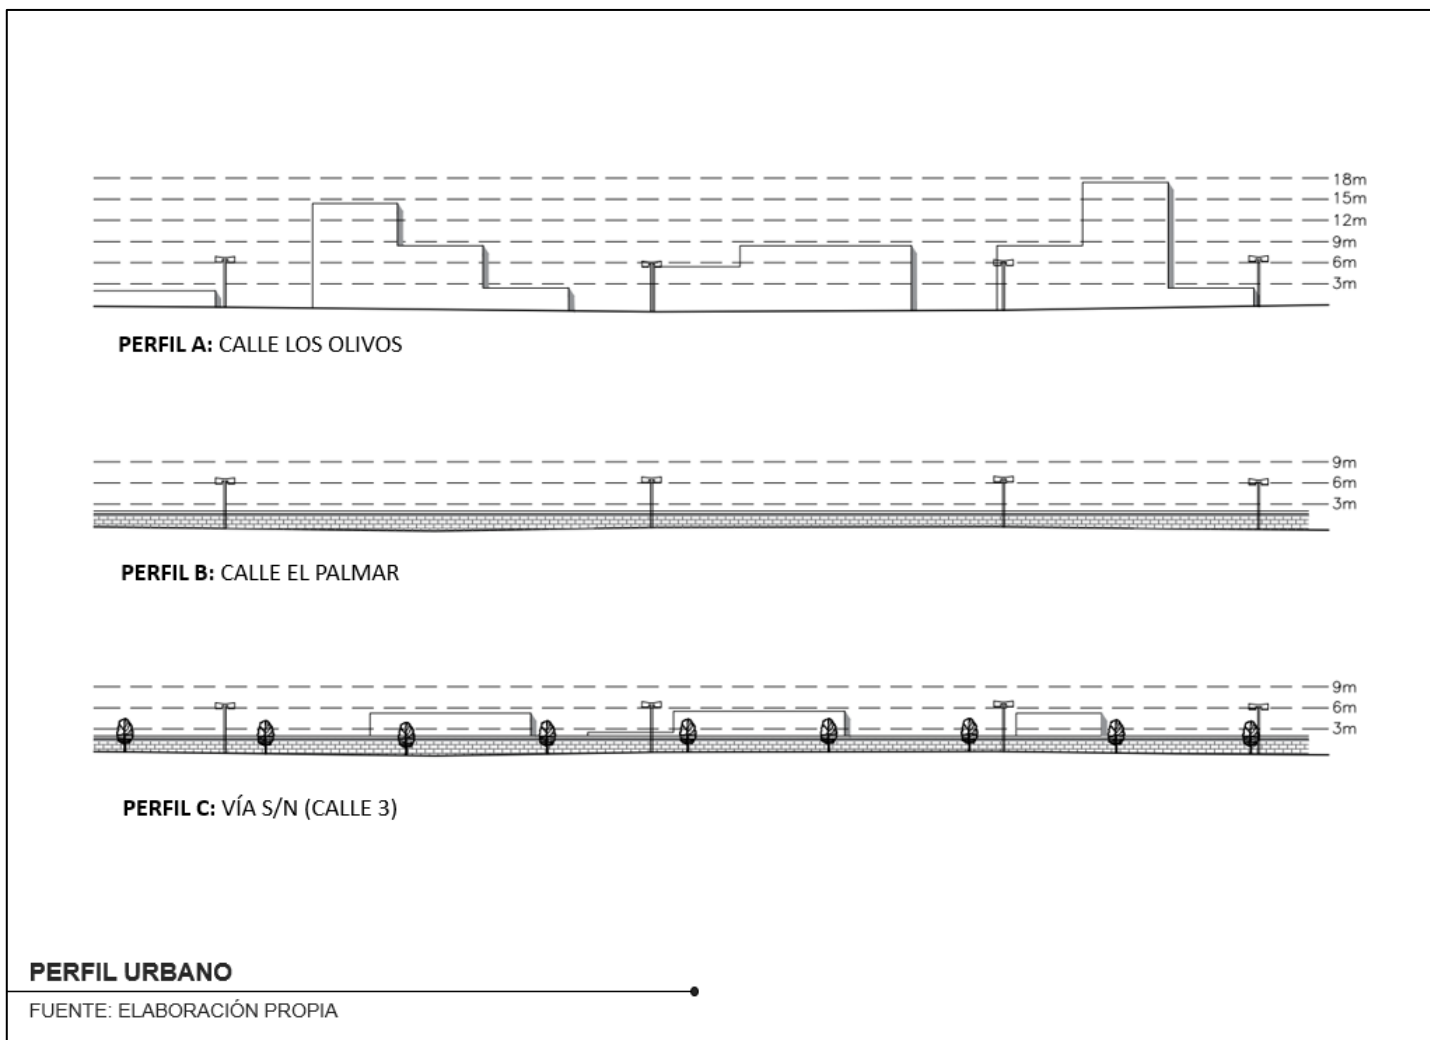 18m
15m
12m
9m
6m
3m
PERFIL A: CALLE LOS OLIVOS
9m
6m
3m
PERFIL B: CALLE EL PALMAR
9m
6m
3m
PERFIL C: VÍA S/N (CALLE 3)
PERFIL URBANO
FUENTE: ELABORACIÓN PROPIA